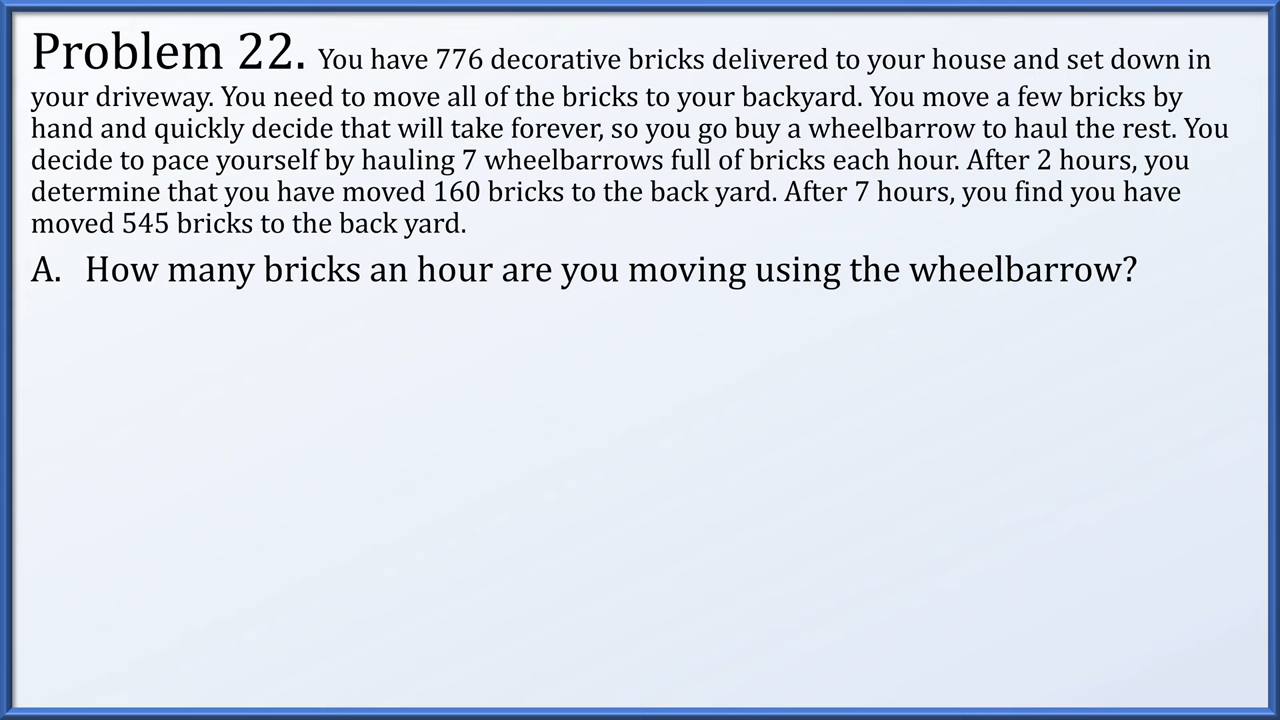 Problem 22. You have 776 decorative bricks delivered to your house and set down in
your driveway. You need to move all of the bricks to your backyard. You move a few bricks by
hand and quickly decide that will take forever, so you go buy a wheelbarrow to haul the rest. You
decide to pace yourself by hauling 7 wheelbarrows full of bricks each hour. After 2 hours, you
determine that you have moved 160 bricks to the back yard. After 7 hours, you find you have
moved 545 bricks to the back yard.
A. How many bricks an hour are you moving using the wheelbarrow?